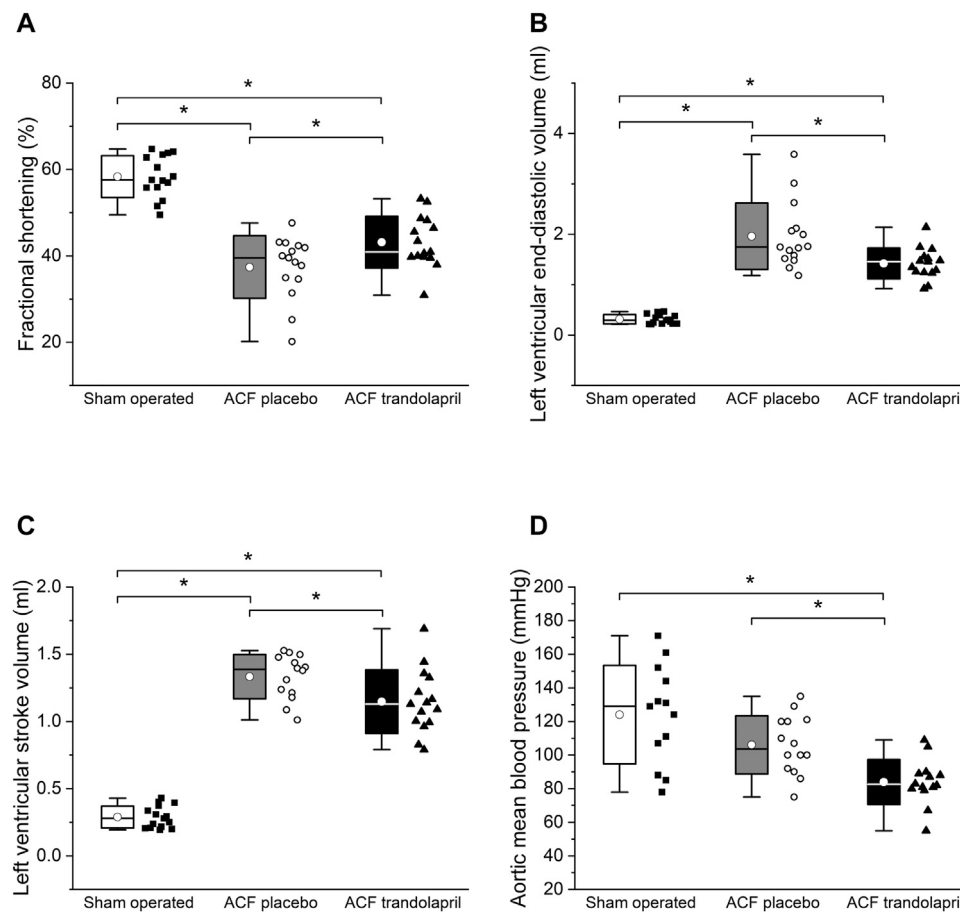 A
Fractional shortening (%)
80
60
40
20
*
*
*
Sham operated
ACF placebo
ACF trandolapril
B
Left ventricular end-diastolic volume (ml)
4
2
0
*
*
*
Sham operated
ACF placebo
ACF trandolapril
C
Left ventricular stroke volume (ml)
2.0
1.5
1.0
0.5
0.0
*
*
*
Sham operated
ACF placebo
ACF trandolapril
D
Aortic mean blood pressure (mmHg)
200
180
160
140
120
100
80
60
40
20
*
*
Sham operated
ACF placebo
ACF trandolapril